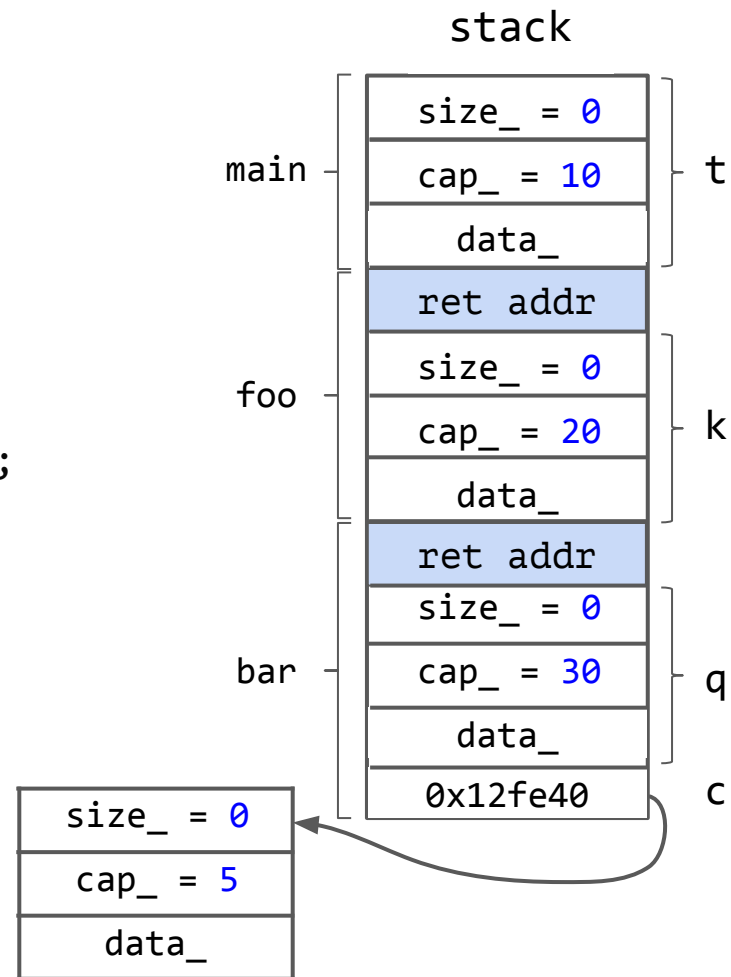 stack
size_ = 0
main
cap_ = 10
t
data_
ret addr
size_ = 0
foo
cap_ = 20
k
;
data_
ret addr
size_ = 0
bar
cap_ = 30
q
data_
0x12fe40
c
size_ = 0
cap_ = 5
data_